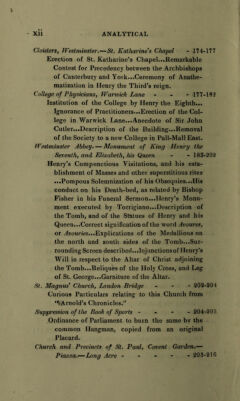 xii ANALYTICAL
Cloisters, Westminster.—St. Katharine's Chapel - 174-177
Erection of St. Katharine's Chapel...Remarkable
Contest for Precedency between the Archbishops
of Canterbury and York...Ceremony of Anathe-
matization in Henry the Third's reign.
College of Physicians, Warwick Lane - - - 177-182
Institution of the College by Henry the Eighth...
Ignorance of Practitioners...Erection of the Col-
lege in Warwick Lane...Anecdote of Sir John
Cutler...Description of the Building...Removal
of the Society to a new College in Pall-Mall East.
Westminster Abbey.—Monument of King Henry the
Seventh, and Elizabeth, his Queen - - - 183-202
Henry's Compunctious Visitations, and his esta-
blishment of Masses and other superstitious rites
...Pompous Solemnization of his Obsequies...His
conduct on his Death-bed, as related by Bishop
Fisher in his Funeral Sermon...Henry's Monu-
ment executed by Torrigiano...Description of
the Tomb, and of the Statues of Henry and his
Queen...Correct signification of the word Avoures,
or Avouries...Explications of the Medallions on
the north and south sides of the Tomb...Sur-
rounding Screen described...Injunctions of Henry's
Will in respect to the Altar of Christ adjoining
the Tomb...Reliques of the Holy Cross, and Leg
of St. George...Garniture of the Altar.
St. Magnus' Church, London Bridge - - - 202-204
Curious Particulars relating to this Church from
"Arnold's Chronicles."
Suppression of the Book of Sports - - - - 204-205
Ordinance of Parliament to burn the same by the
common Hangman, copied from an original
Placard.
Church and Precincts of St. Paul, Covent Garden.—
Piazza.—Long Acre - - - - - 205-216